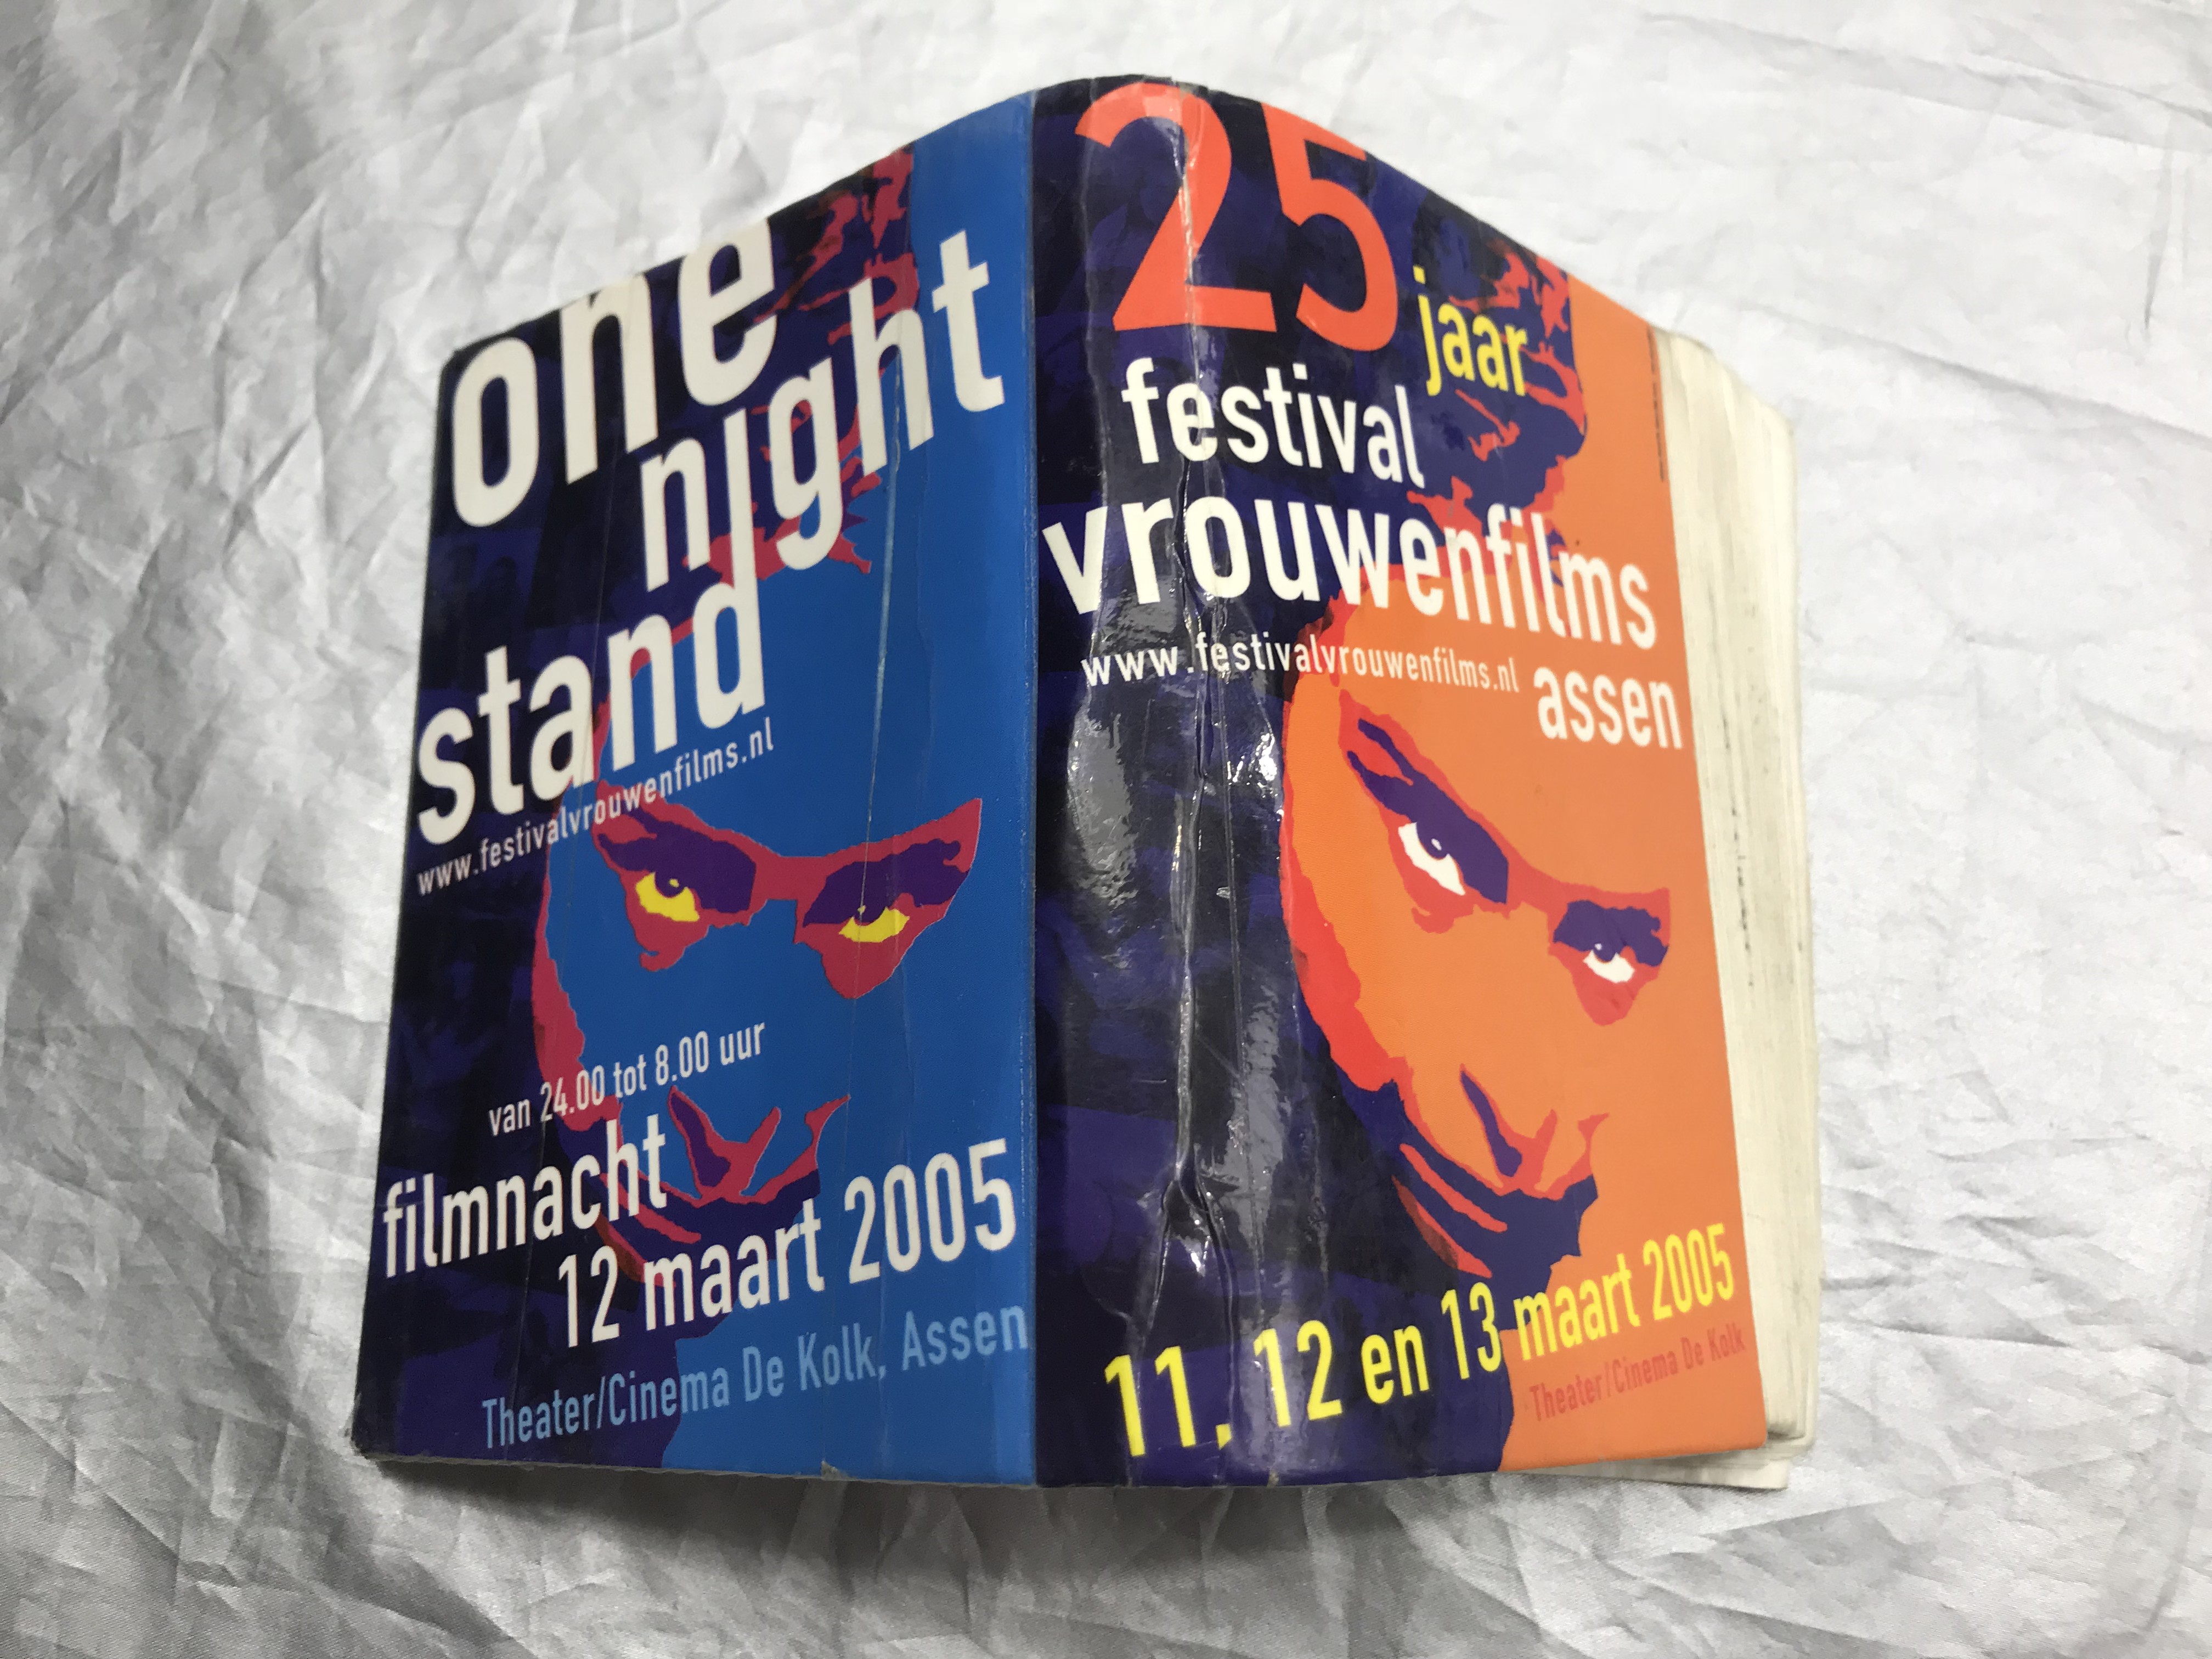 one
night
stand
www.festivalvrouwenfilms.nl
van 24.00 tot 8.00 uur
filmnacht
12 maart 2005
Theater/Cinema De Kolk, Assen
25 jaar
festival
vrouwenfilms
www.festivalvrouwenfilms.nl assen
11, 12 en 13 maart 2005
Theater/Cinema De Kolk